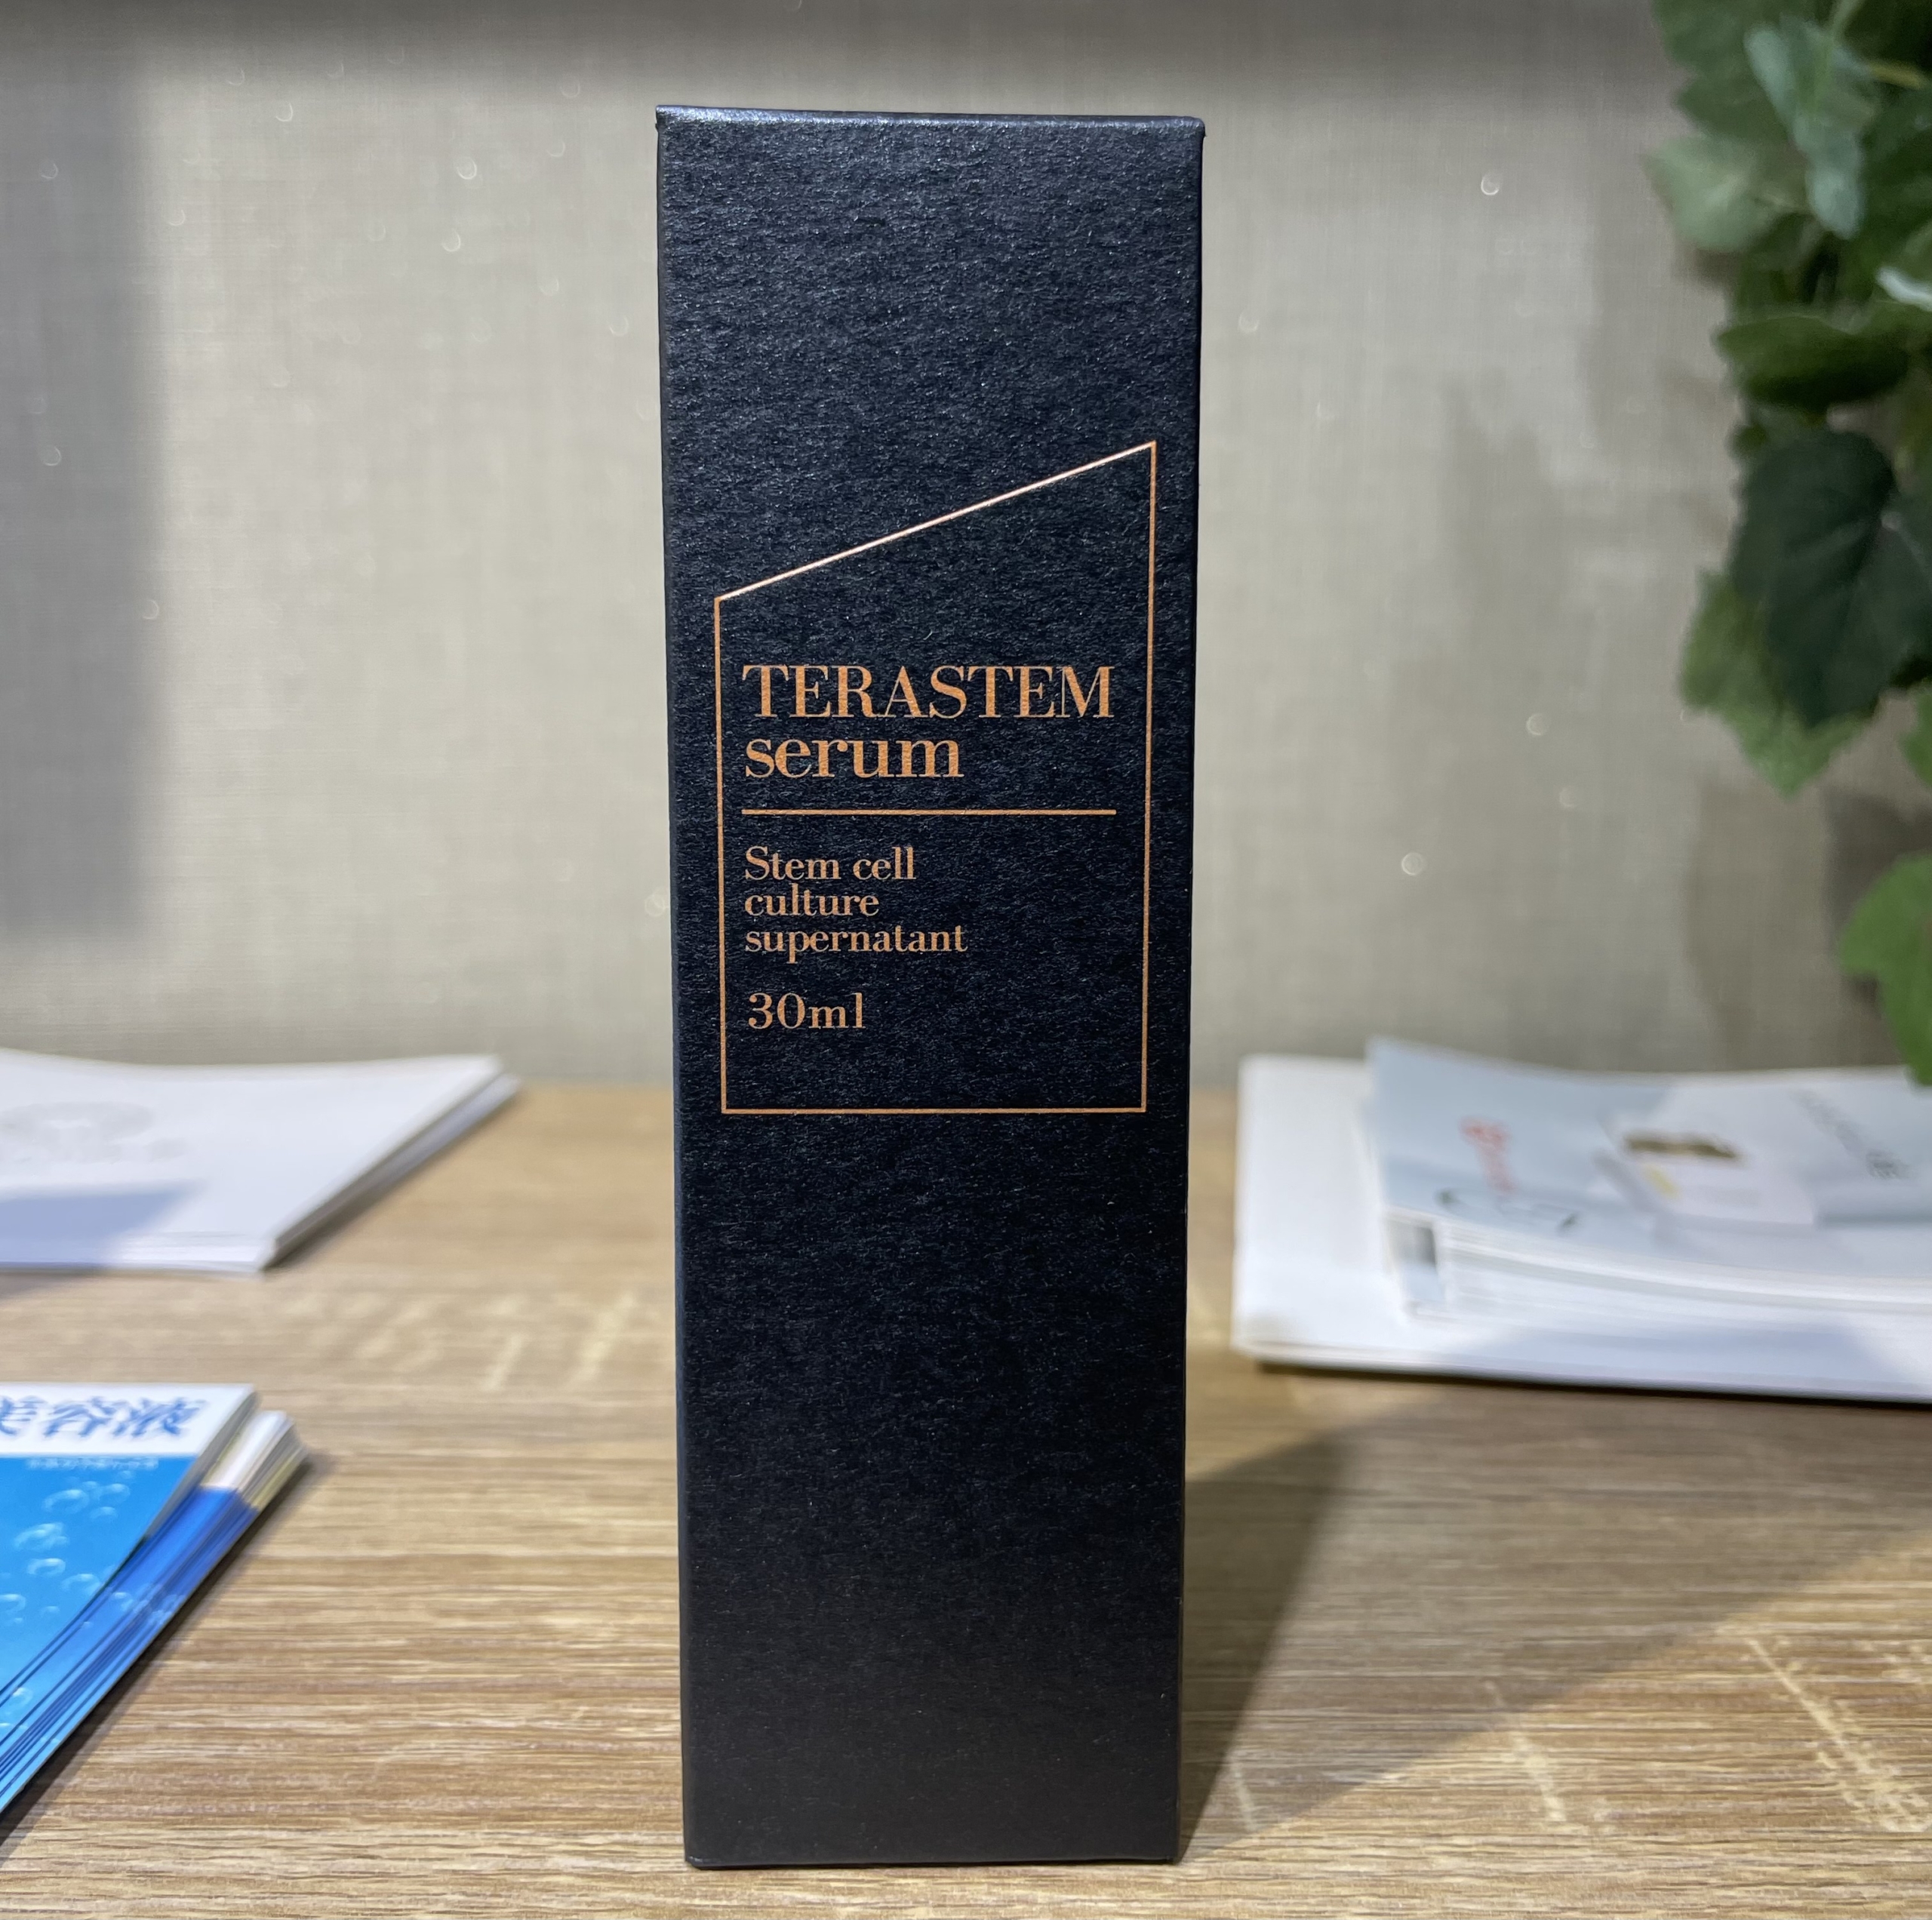 TERASTEM
serum
Stem cell
culture
supernatant
30ml
美容液